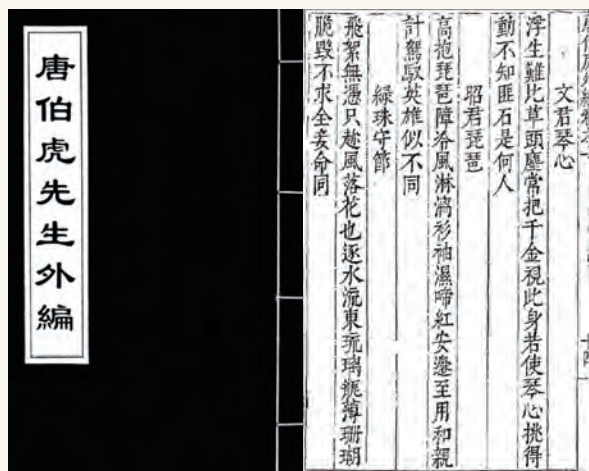 唐伯虎先生外編
文君琴心
浮生難比草頭塵常把千金視此身若使琴心挑得
動不知匪石是何人
昭君琵琶
高抱琵琶障冷風淋漓衫袖濕啼紅安邊至用和親
計駕馭英雄似不同
綠珠守節
飛絮無憑只趂風落花也逐水流東琉璃甁薄珊瑚
脆毀不求全妾命同